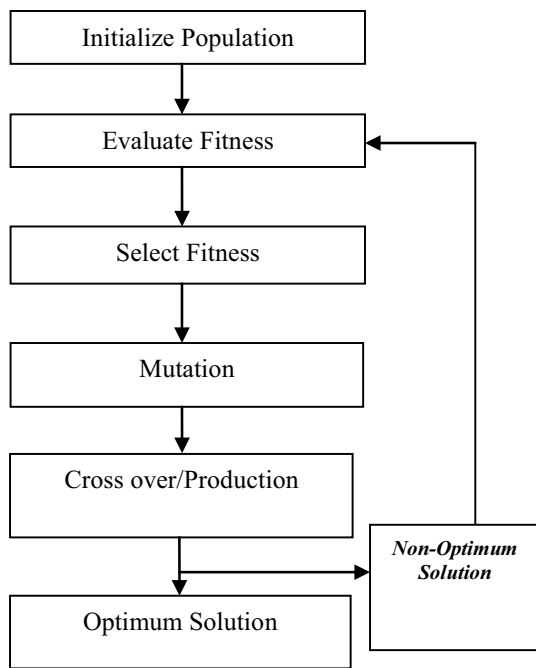 Initialize Population
Evaluate Fitness
Select Fitness
Mutation
Cross over/Production
Non-Optimum
Solution
Optimum Solution